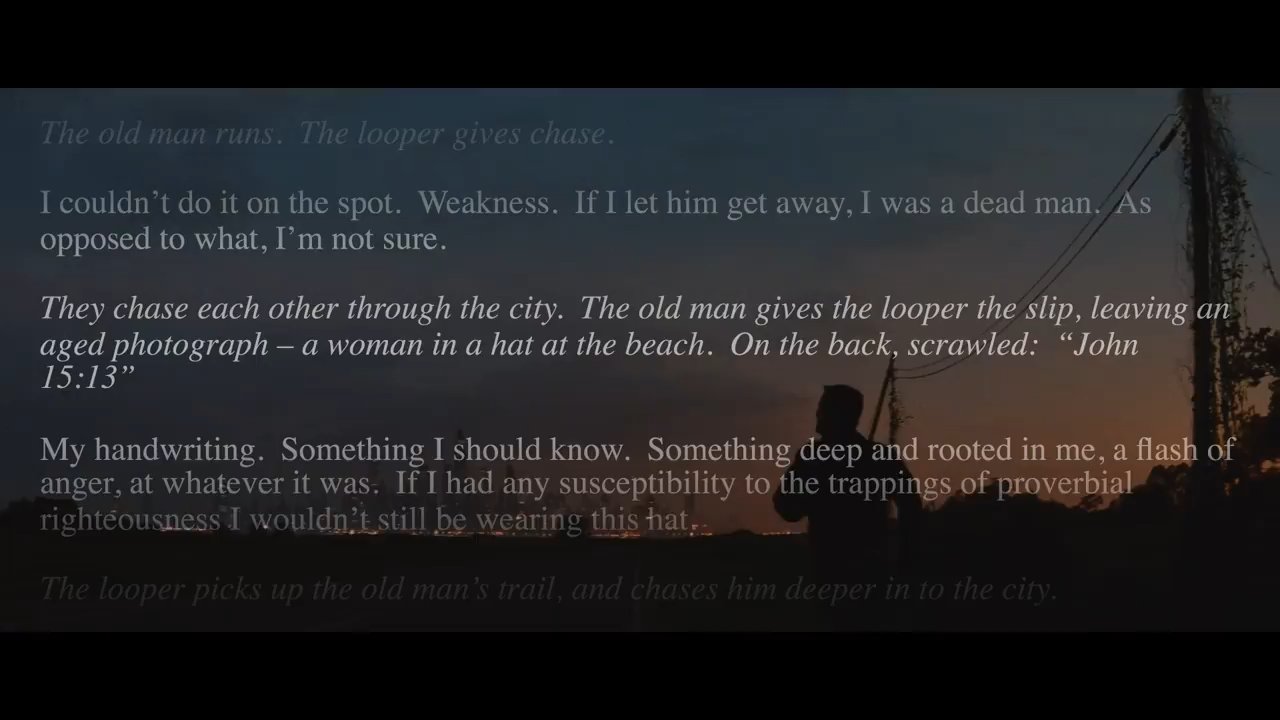 The old man runs.  The looper gives chase.
I couldn’t do it on the spot.  Weakness.  If I let him get away, I was a dead man.  As
opposed to what, I’m not sure.
They chase each other through the city.  The old man gives the looper the slip, leaving an
aged photograph – a woman in a hat at the beach.  On the back, scrawled:  “John
15:13”
My handwriting.  Something I should know.  Something deep and rooted in me, a flash of
anger, at whatever it was.  If I had any susceptibility to the trappings of proverbial
righteousness I wouldn’t still be wearing this hat.
The looper picks up the old man’s trail, and chases him deeper in to the city.